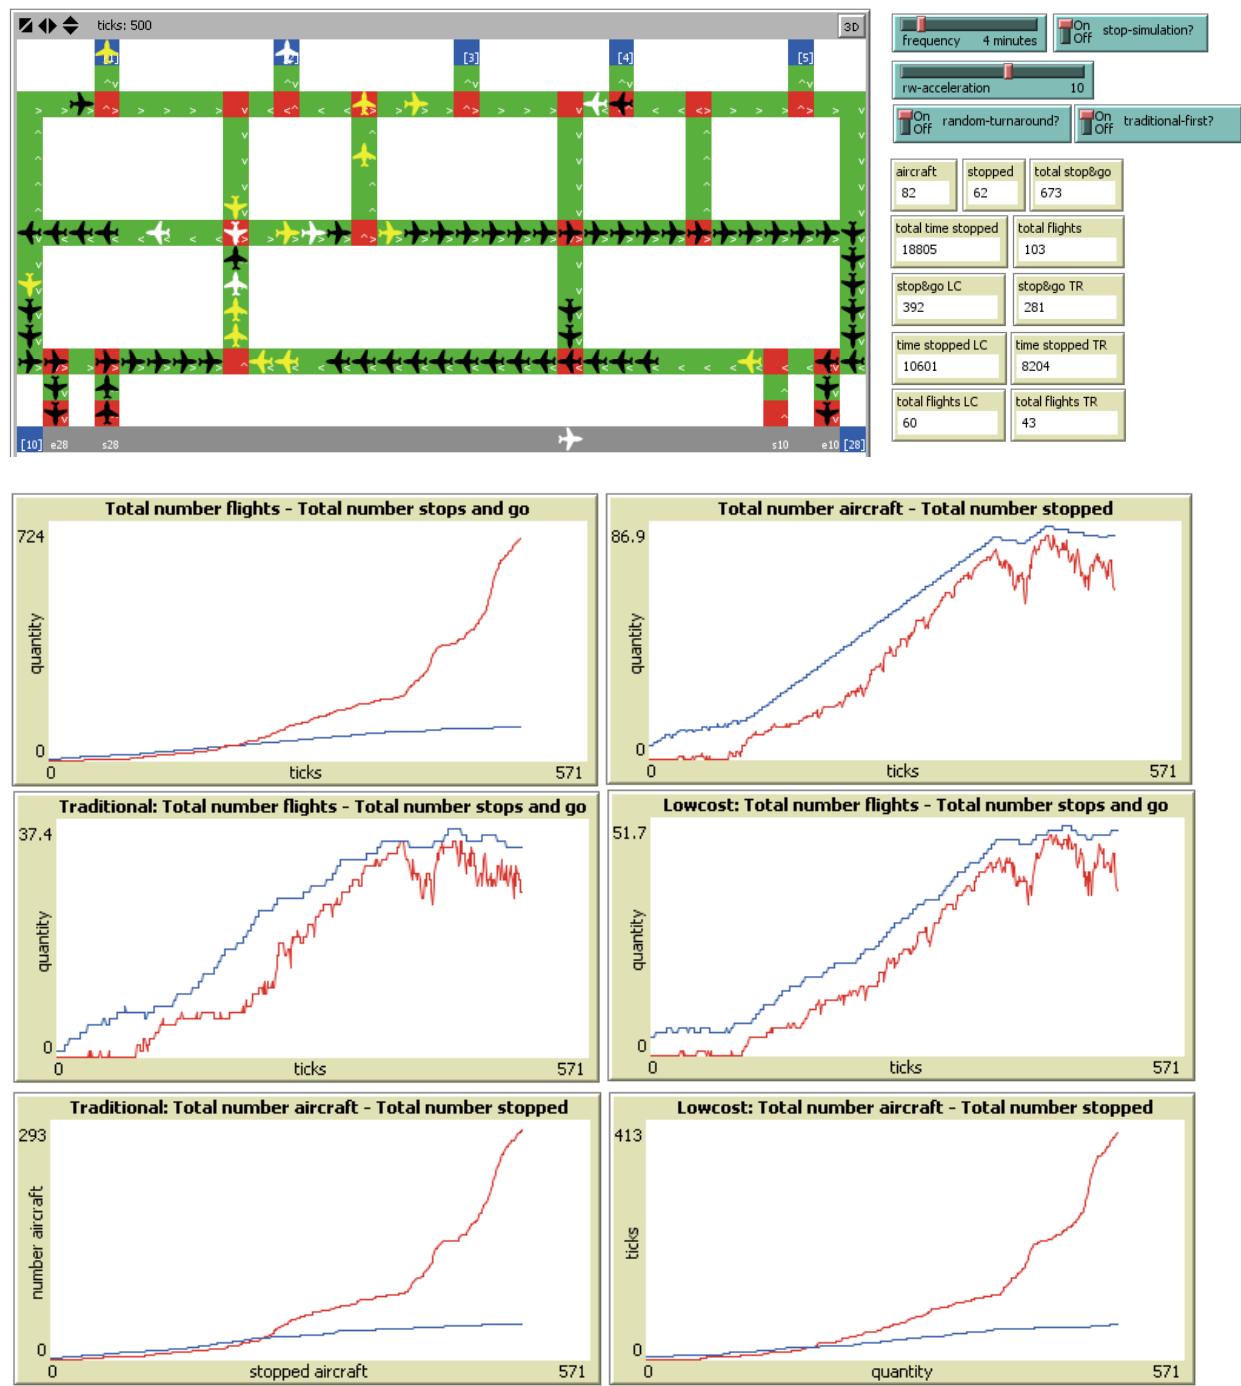 ticks: 500
3D
[3]
[4]
[5]
[10] e28 s28 s10 e10 [28]
frequency 4 minutes
On
Off
stop-simulation?
rw-acceleration 10
On
Off
random-turnaround?
On
Off
traditional-first?
aircraft
82
stopped
62
total stop&go
673
total time stopped
18805
total flights
103
stop&go LC
392
stop&go TR
281
time stopped LC
10601
time stopped TR
8204
total flights LC
60
total flights TR
43
Total number flights - Total number stops and go
724
quantity
0
0 ticks 571
Total number aircraft - Total number stopped
86.9
quantity
0
0 ticks 571
Traditional: Total number flights - Total number stops and go
37.4
quantity
0
0 ticks 571
Lowcost: Total number flights - Total number stops and go
51.7
quantity
0
0 ticks 571
Traditional: Total number aircraft - Total number stopped
293
number aircraft
0
0 stopped aircraft 571
Lowcost: Total number aircraft - Total number stopped
413
ticks
0
0 quantity 571